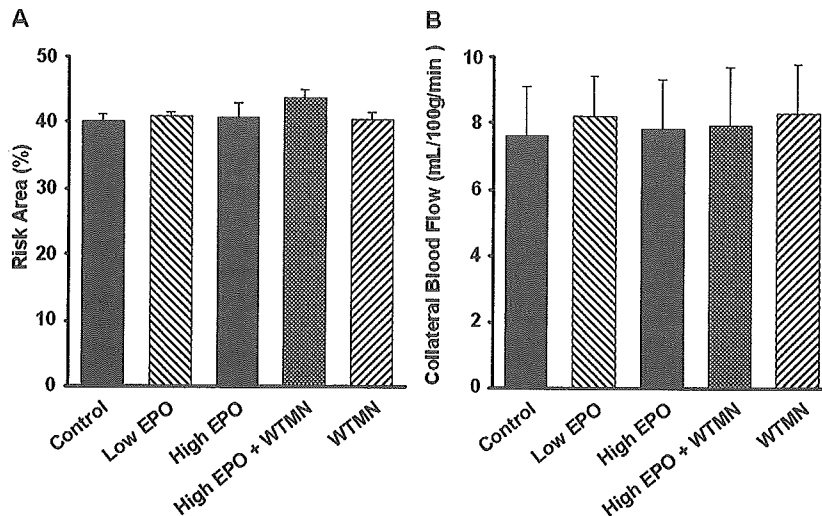 A
50
40
30
20
10
0
Risk Area (%)
Control
Low EPO
High EPO
High EPO + WTMN
WTMN
B
10
8
6
4
2
0
Collateral Blood Flow (mL/100g/min )
Control
Low EPO
High EPO
High EPO + WTMN
WTMN